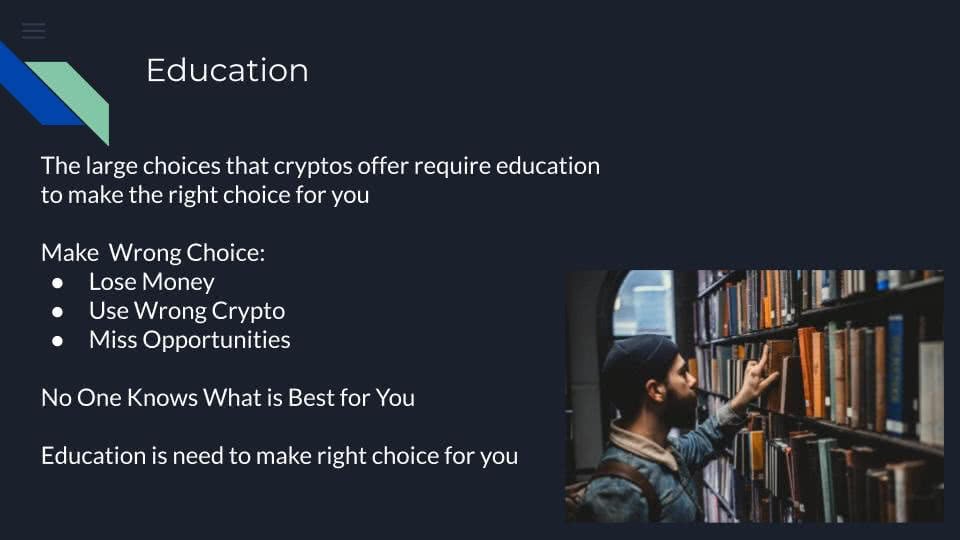 Education
The large choices that cryptos offer require education
to make the right choice for you
Make  Wrong Choice:
● Lose Money
● Use Wrong Crypto
● Miss Opportunities
No One Knows What is Best for You
Education is need to make right choice for you